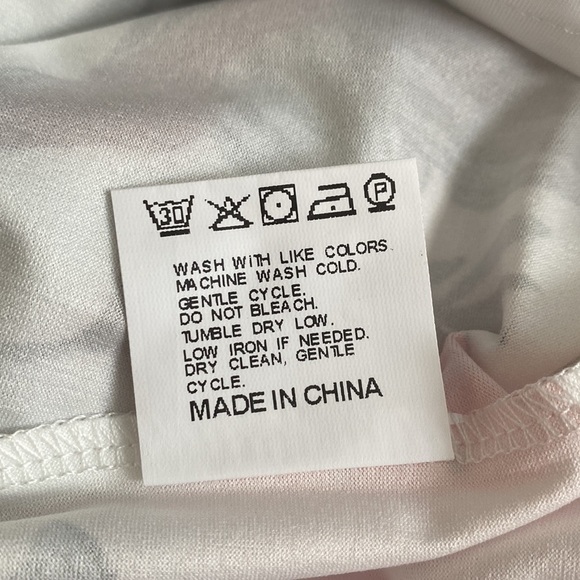 30 P
WASH WITH LIKE COLORS.
MACHINE WASH COLD.
GENTLE CYCLE.
DO NOT BLEACH.
TUMBLE DRY LOW.
LOW IRON IF NEEDED.
DRY CLEAN, GENTLE
CYCLE.
MADE IN CHINA